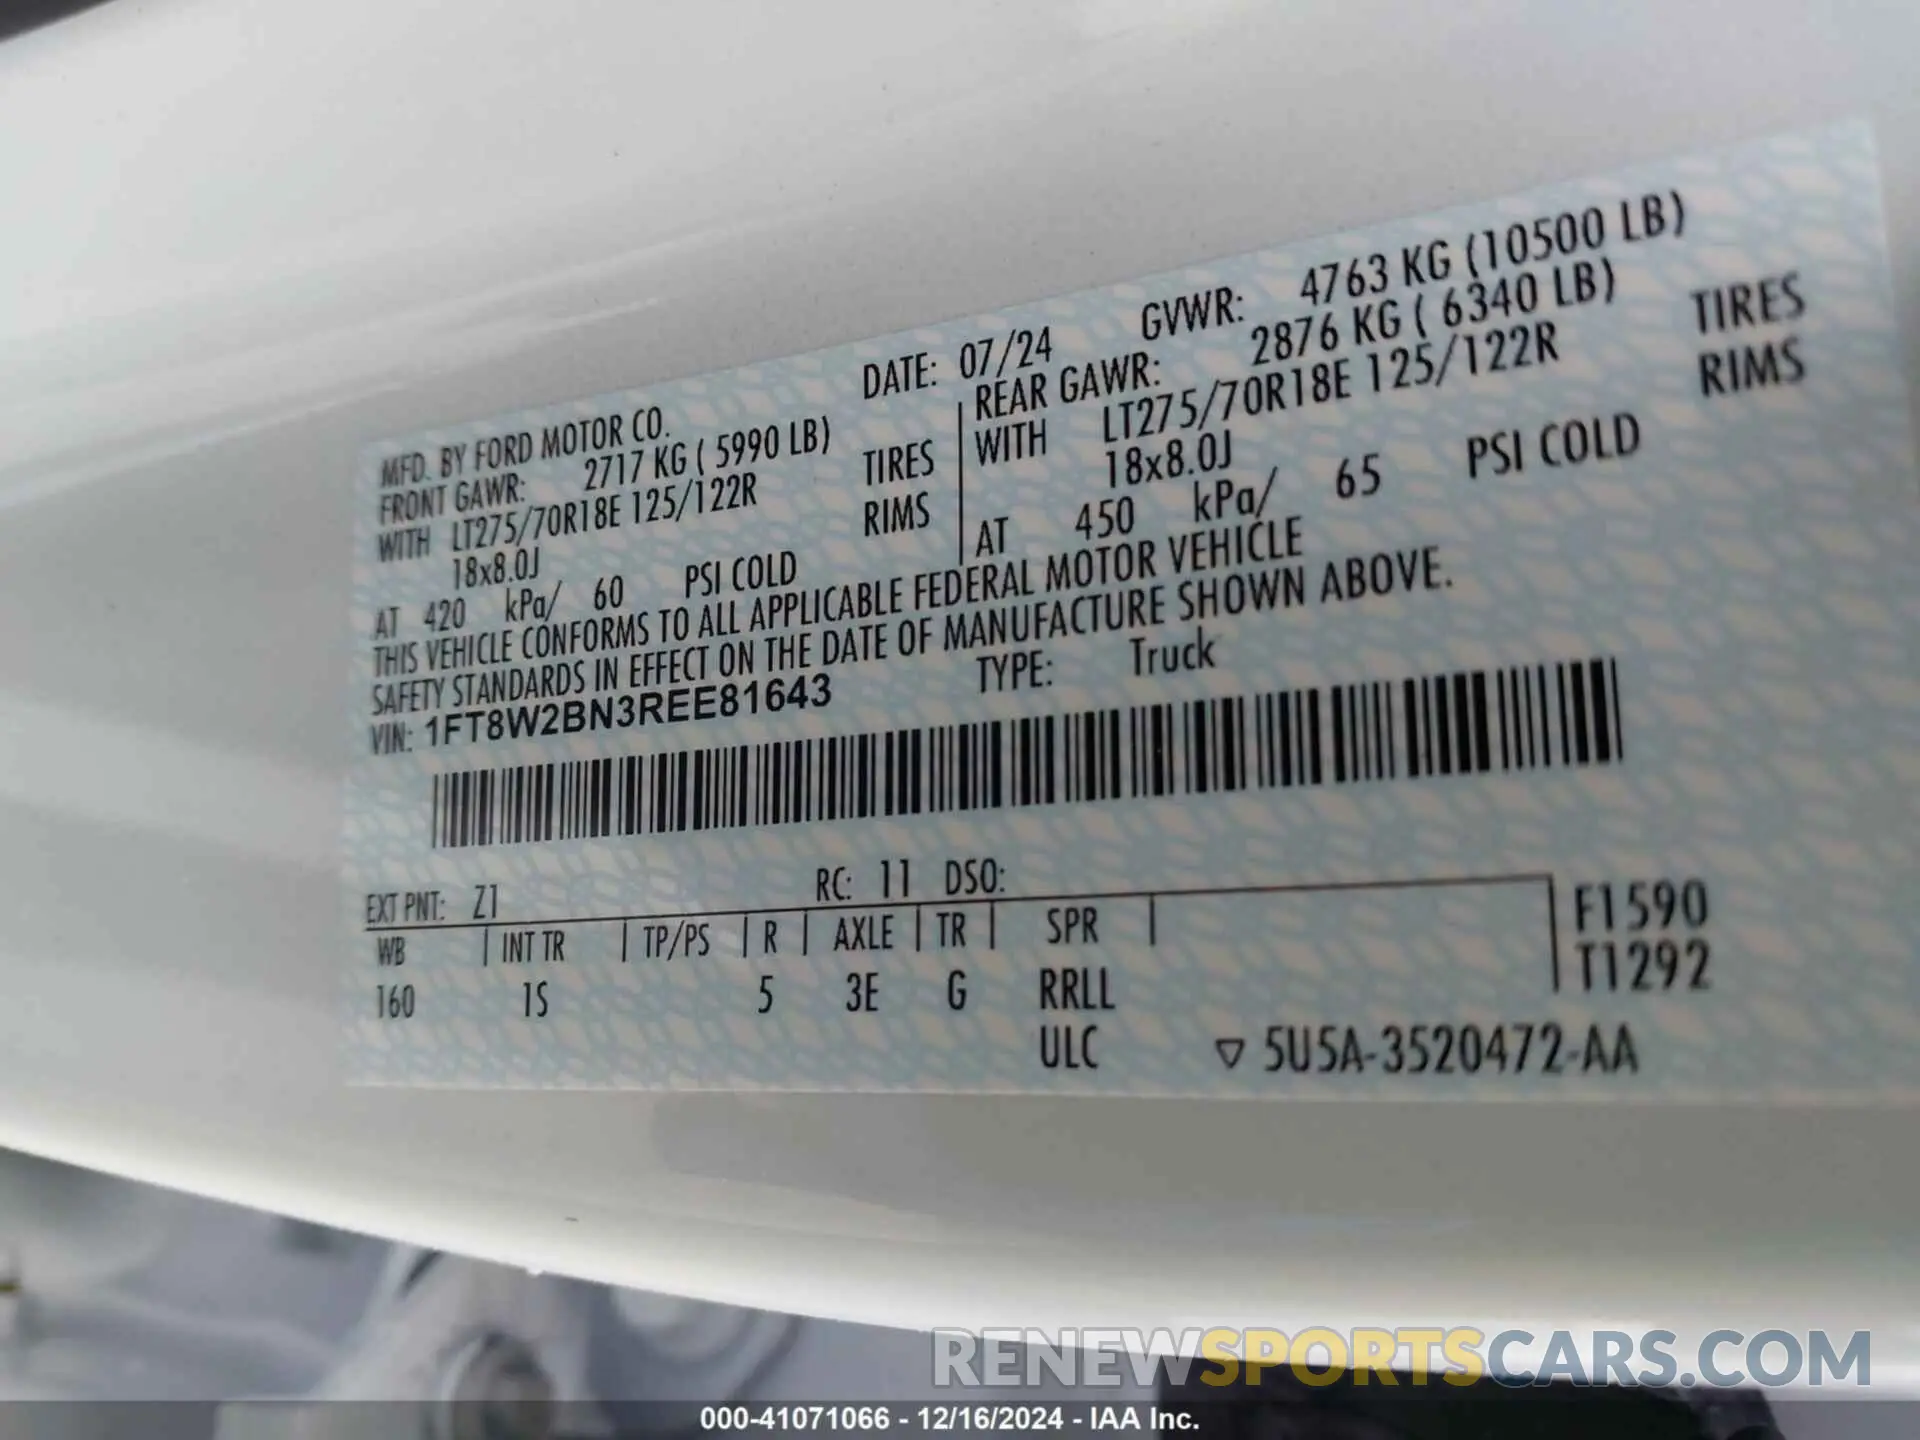 MFD. BY FORD MOTOR CO.
DATE: 07/24 GVWR: 4763 KG (10500 LB)
FRONT GAWR: 2717 KG ( 5990 LB) REAR GAWR: 2876 KG ( 6340 LB)
WITH LT275/70R18E 125/122R TIRES WITH LT275/70R18E 125/122R TIRES
18x8.0J RIMS 18x8.0J RIMS
AT 420 kPa/ 60 PSI COLD AT 450 kPa/ 65 PSI COLD
THIS VEHICLE CONFORMS TO ALL APPLICABLE FEDERAL MOTOR VEHICLE
SAFETY STANDARDS IN EFFECT ON THE DATE OF MANUFACTURE SHOWN ABOVE.
VIN: 1FT8W2BN3REE81643 TYPE: Truck
EXT PNT: Z1 RC: 11 DSO:
WB | INT TR | TP/PS | R | AXLE | TR | SPR | F1590
T1292
160 1S 5 3E G RRLL
ULC ▽ 5U5A-3520472-AA
RENEWSPORTSCARS.COM
000-41071066 - 12/16/2024 - IAA Inc.